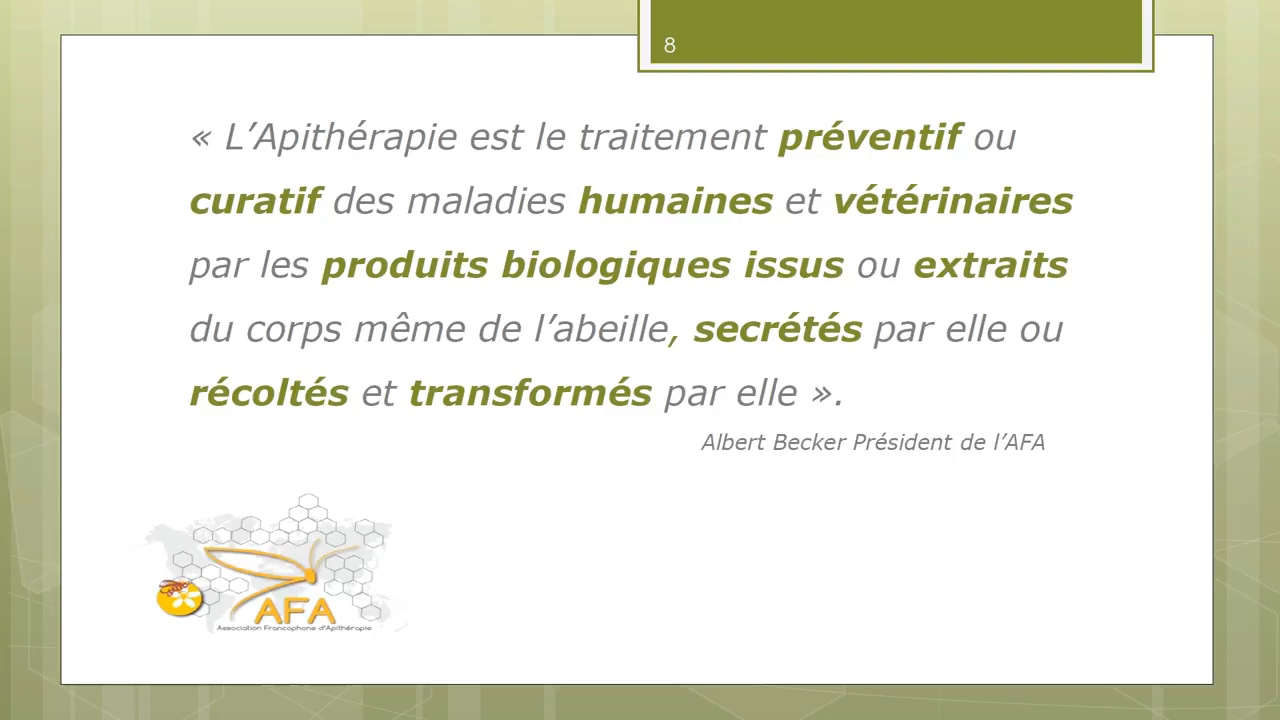 8
« L’Apithérapie est le traitement préventif ou
curatif des maladies humaines et vétérinaires
par les produits biologiques issus ou extraits
du corps même de l’abeille, secrétés par elle ou
récoltés et transformés par elle ».
Albert Becker Président de l’AFA
AFA
Association Francophone d'Apithérapie